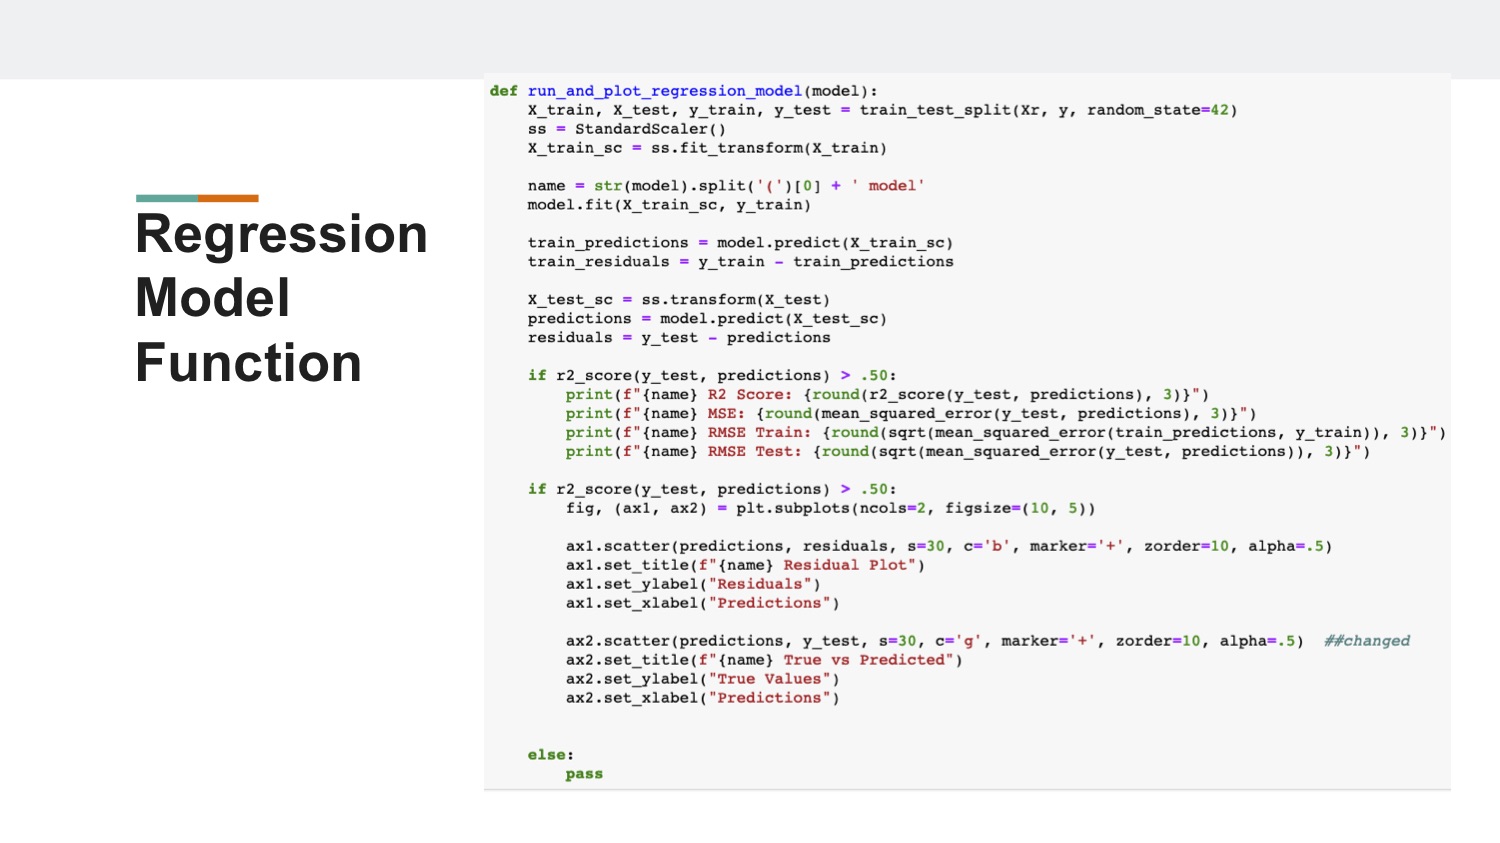 Regression
Model
Function
def run_and_plot_regression_model(model):
    X_train, X_test, y_train, y_test = train_test_split(Xr, y, random_state=42)
    ss = StandardScaler()
    X_train_sc = ss.fit_transform(X_train)

    name = str(model).split('(')[0] + ' model'
    model.fit(X_train_sc, y_train)

    train_predictions = model.predict(X_train_sc)
    train_residuals = y_train - train_predictions

    X_test_sc = ss.transform(X_test)
    predictions = model.predict(X_test_sc)
    residuals = y_test - predictions

    if r2_score(y_test, predictions) > .50:
        print(f"{name} R2 Score: {round(r2_score(y_test, predictions), 3)}")
        print(f"{name} MSE: {round(mean_squared_error(y_test, predictions), 3)}")
        print(f"{name} RMSE Train: {round(sqrt(mean_squared_error(train_predictions, y_train)), 3)}")
        print(f"{name} RMSE Test: {round(sqrt(mean_squared_error(y_test, predictions)), 3)}")

    if r2_score(y_test, predictions) > .50:
        fig, (ax1, ax2) = plt.subplots(ncols=2, figsize=(10, 5))

        ax1.scatter(predictions, residuals, s=30, c='b', marker='+', zorder=10, alpha=.5)
        ax1.set_title(f"{name} Residual Plot")
        ax1.set_ylabel("Residuals")
        ax1.set_xlabel("Predictions")

        ax2.scatter(predictions, y_test, s=30, c='g', marker='+', zorder=10, alpha=.5)  ##changed
        ax2.set_title(f"{name} True vs Predicted")
        ax2.set_ylabel("True Values")
        ax2.set_xlabel("Predictions")

    else:
        pass